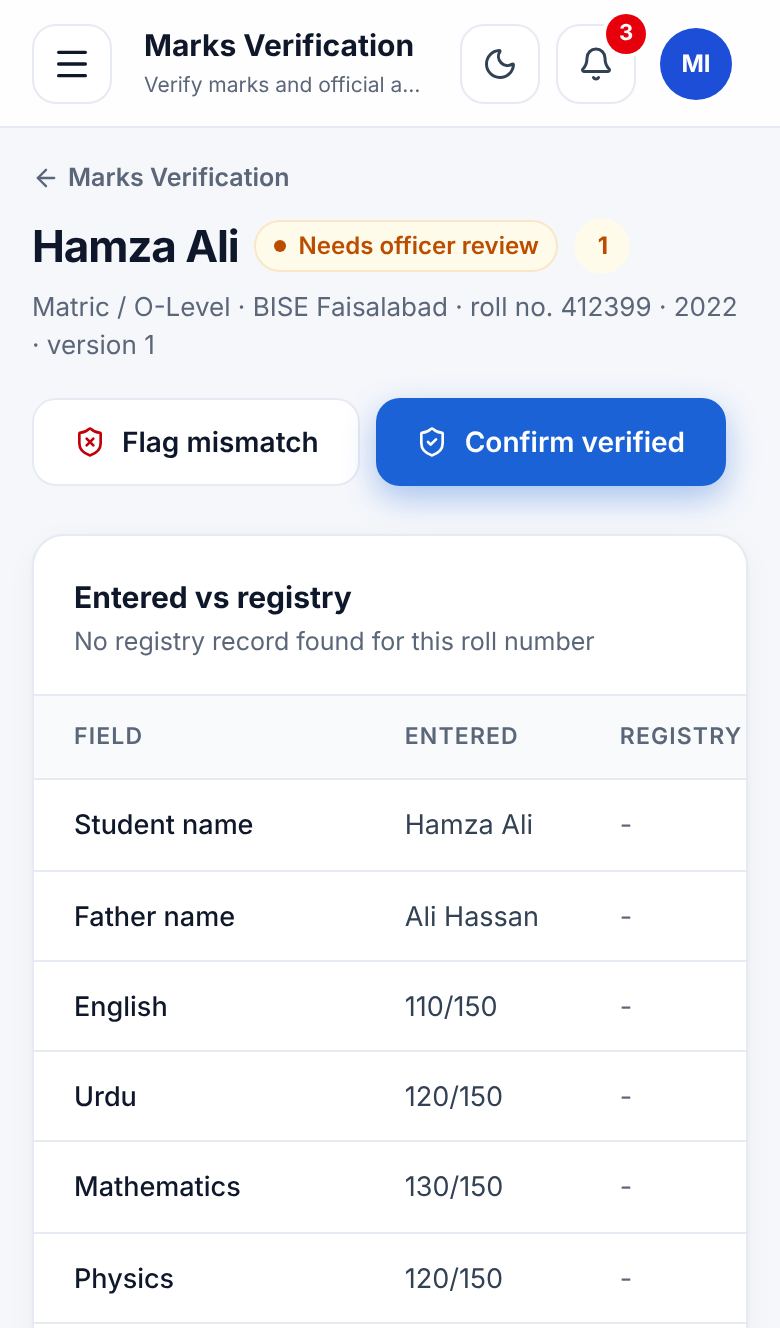 Marks Verification
Verify marks and official a...
3
MI
← Marks Verification
Hamza Ali
Needs officer review
1
Matric / O-Level · BISE Faisalabad · roll no. 412399 · 2022
· version 1
Flag mismatch
Confirm verified
Entered vs registry
No registry record found for this roll number
FIELD ENTERED REGISTRY
Student name Hamza Ali -
Father name Ali Hassan -
English 110/150 -
Urdu 120/150 -
Mathematics 130/150 -
Physics 120/150 -